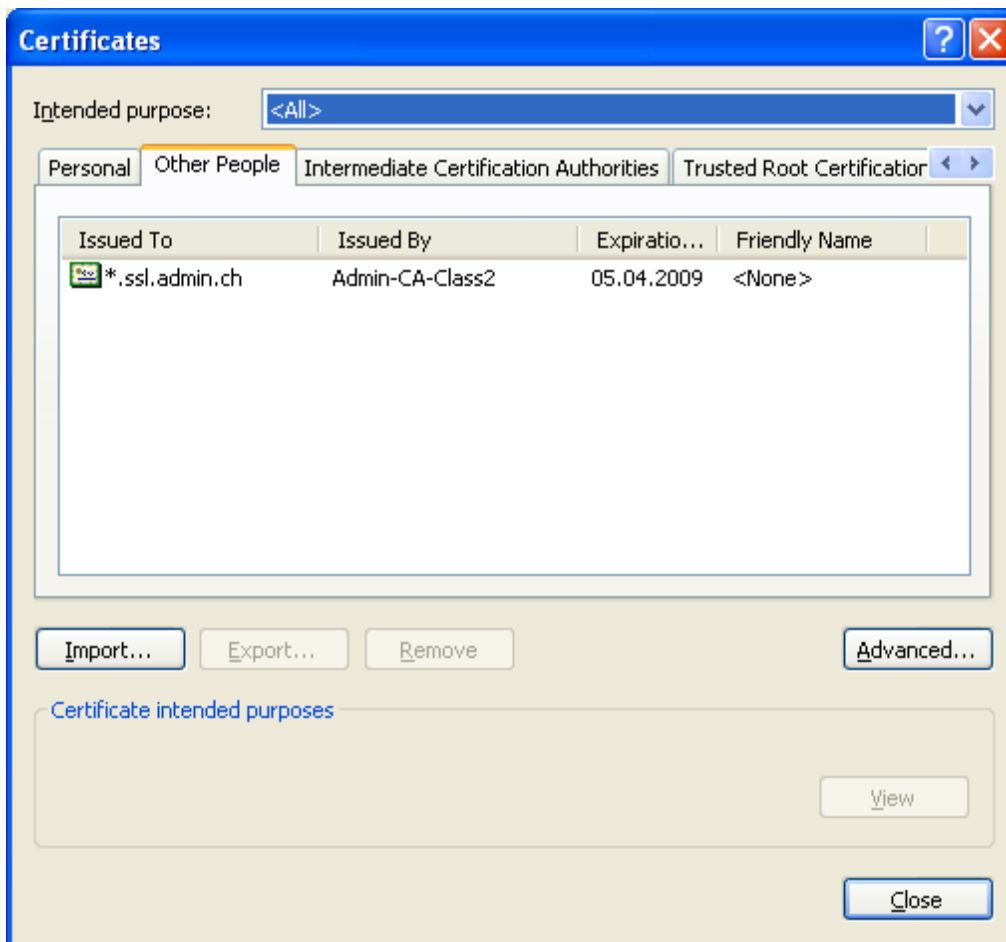 Certificates
Intended purpose: <All>
Personal Other People Intermediate Certification Authorities Trusted Root Certification
Issued To Issued By Expiratio... Friendly Name
*.ssl.admin.ch Admin-CA-Class2 05.04.2009 <None>
Import... Export... Remove Advanced...
Certificate intended purposes
View
Close